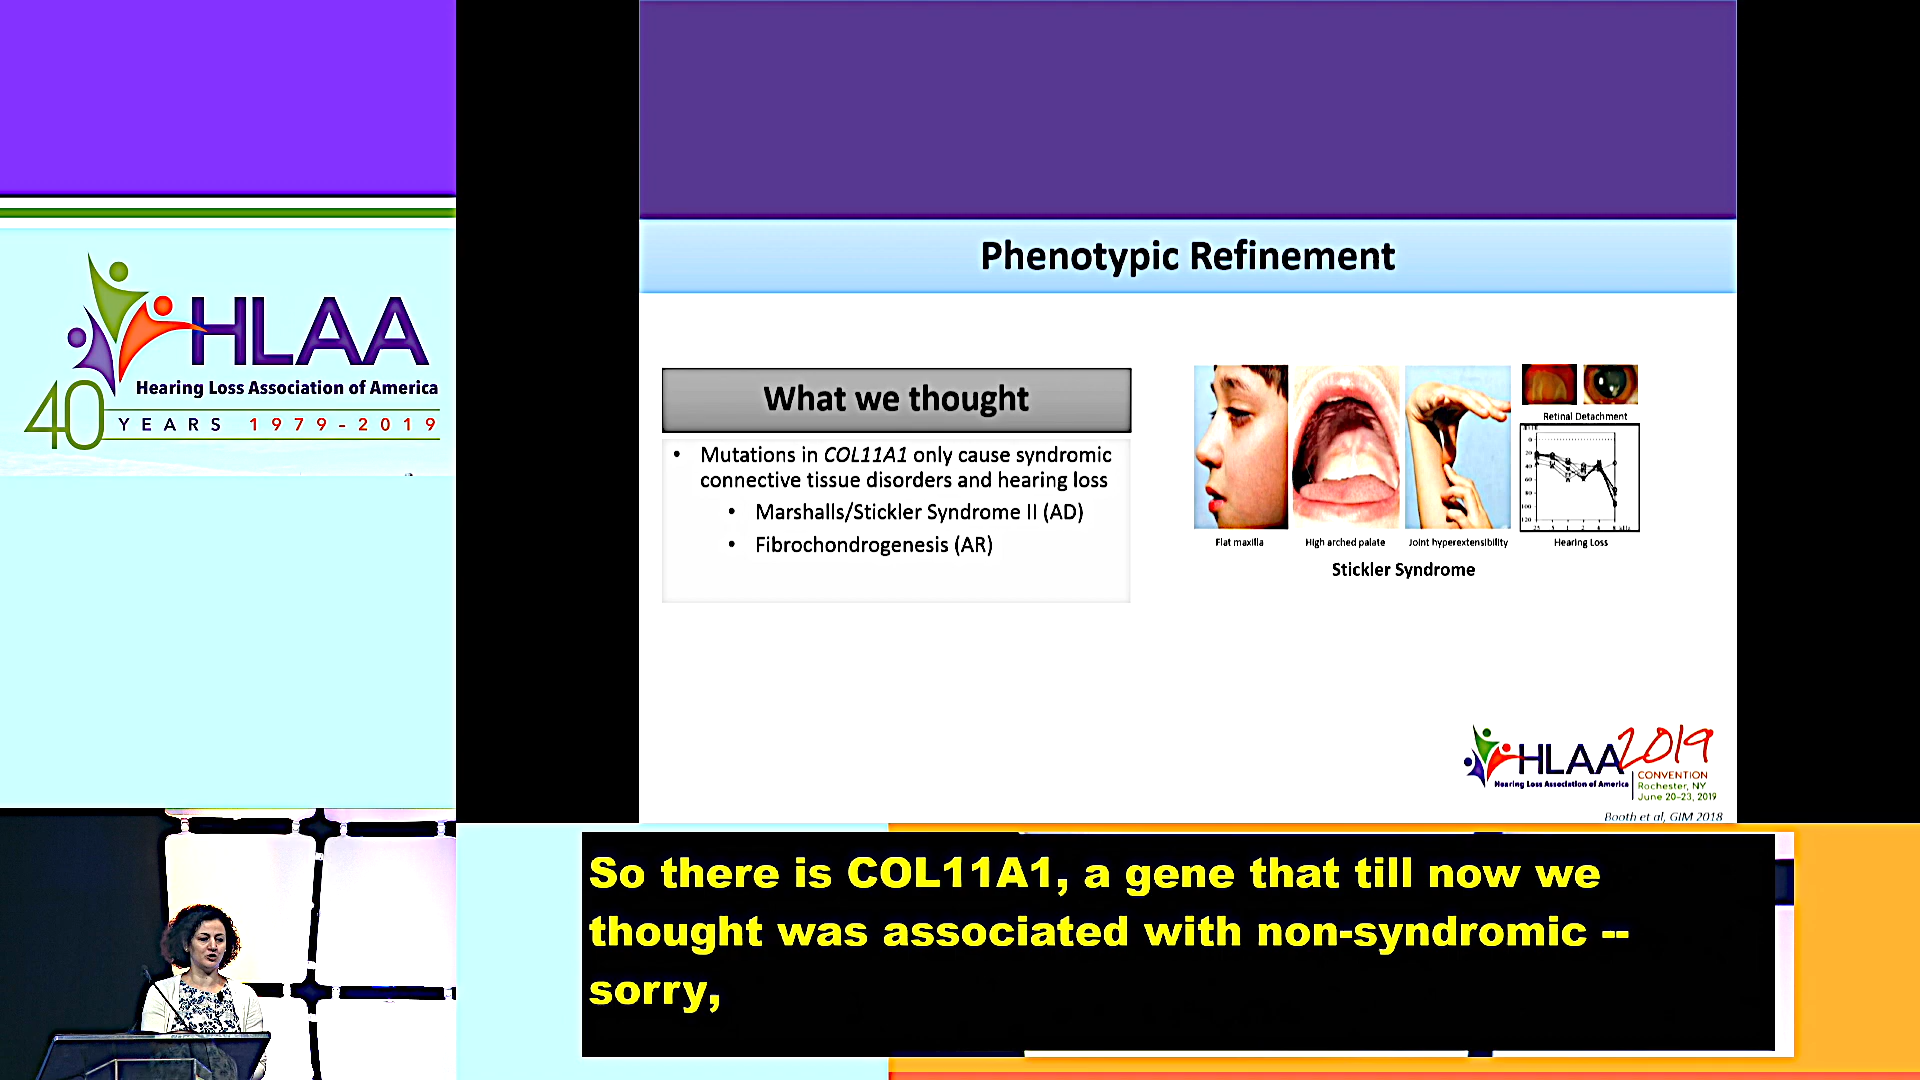 HLAA
Hearing Loss Association of America
40
YEARS 1979-2019
Phenotypic Refinement
What we thought
• Mutations in COL11A1 only cause syndromic
connective tissue disorders and hearing loss
• Marshalls/Stickler Syndrome II (AD)
• Fibrochondrogenesis (AR)
Retinal Detachment
Flat maxilla
High arched palate
Joint hyperextensibility
Hearing Loss
Stickler Syndrome
HLAA 2019
Hearing Loss Association of America
CONVENTION
Rochester, NY
June 20-23, 2019
Booth et al, GIM 2018
So there is COL11A1, a gene that till now we
thought was associated with non-syndromic --
sorry,